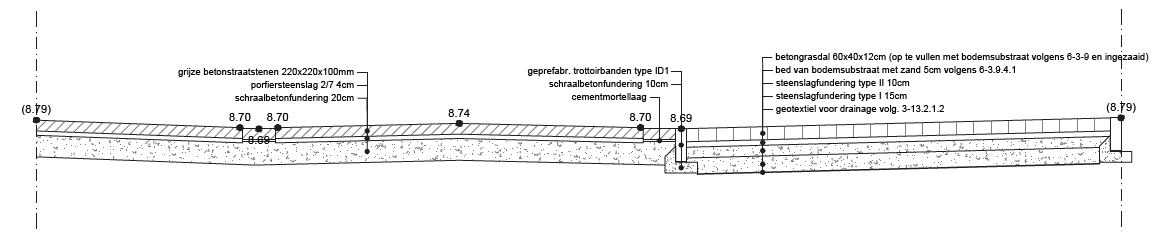 betongrasdal 60x40x12cm (op te vullen met bodemsubstraat volgens 6-3-9 en ingezaaid)
grijze betonstraatstenen 220x220x100mm
geprefabr. trottoirbanden type ID1
bed van bodemsubstraat met zand 5cm volgens 6-3.9.4.1
porfiersteenslag 2/7 4cm
schraalbetonfundering 10cm
steenslagfundering type II 10cm
schraalbetonfundering 20cm
cementmortellaag
steenslagfundering type I 15cm
geotextiel voor drainage volg. 3-13.2.1.2
(8.79)
8.70
8.70
8.74
8.70
8.69
(8.79)
8.69